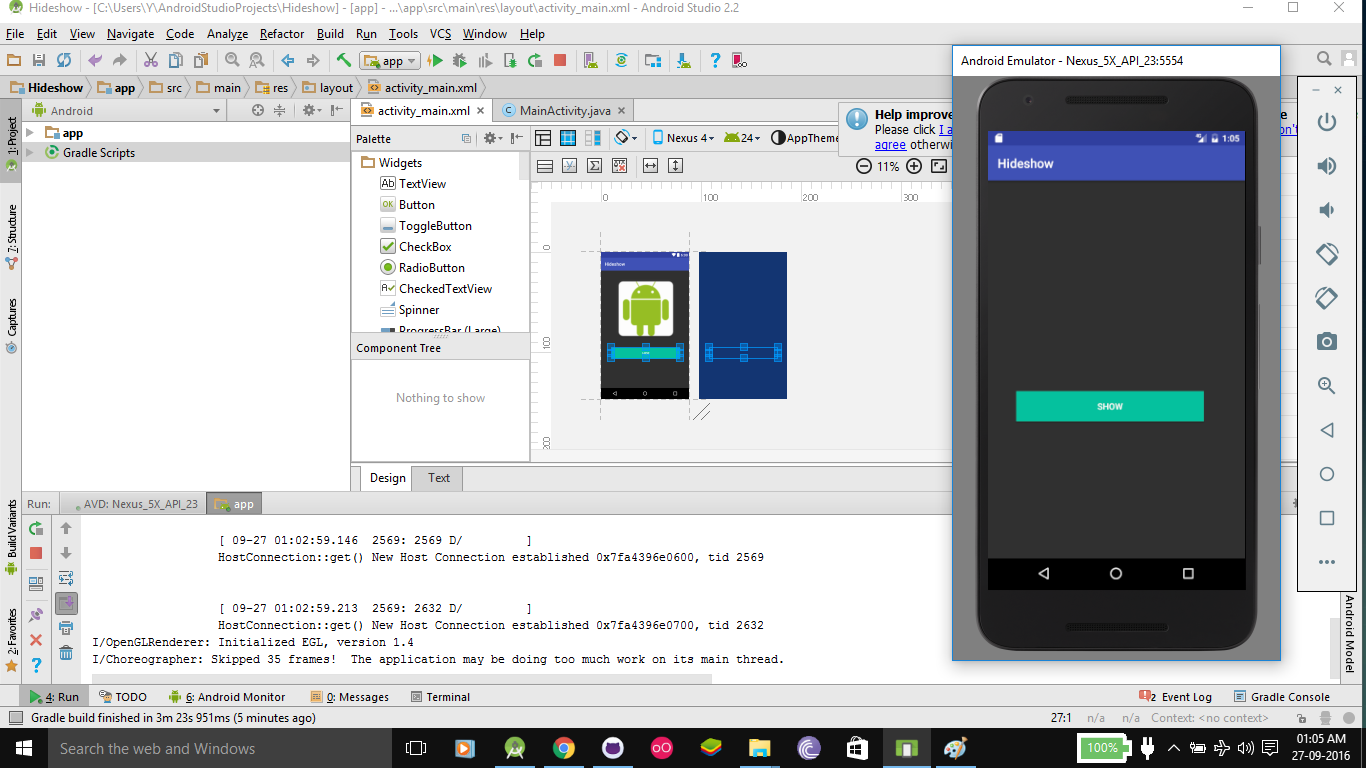 Hideshow - [C:\Users\Y\AndroidStudioProjects\Hideshow] - [app] - ...\app\src\main\res\layout\activity_main.xml - Android Studio 2.2
File Edit View Navigate Code Analyze Refactor Build Run Tools VCS Window Help
app
Hideshow app src main res layout activity_main.xml
Android
activity_main.xml MainActivity.java
1: Project
7: Structure
Captures
Build Variants
2: Favorites
app
Gradle Scripts
Palette
Widgets
Ab TextView
OK Button
ToggleButton
CheckBox
RadioButton
CheckedTextView
Spinner
ProgressBar (Large)
Component Tree
Nothing to show
Nexus 4 24 AppTheme
11%
Help improve
Please click I a
agree otherwi
on't
0 100 300
0
100
200
Hideshow
Design Text
Android Emulator - Nexus_5X_API_23:5554
1:05
Hideshow
SHOW
Android Model
Run: AVD: Nexus_5X_API_23 app
[ 09-27 01:02:59.146 2569: 2569 D/ ]
HostConnection::get() New Host Connection established 0x7fa4396e0600, tid 2569
[ 09-27 01:02:59.213 2569: 2632 D/ ]
HostConnection::get() New Host Connection established 0x7fa4396e0700, tid 2632
I/OpenGLRenderer: Initialized EGL, version 1.4
I/Choreographer: Skipped 35 frames! The application may be doing too much work on its main thread.
4: Run TODO 6: Android Monitor 0: Messages Terminal 2 Event Log Gradle Console
Gradle build finished in 3m 23s 951ms (5 minutes ago) 27:1 n/a n/a Context: <no context>
Search the web and Windows
100%
01:05 AM
27-09-2016